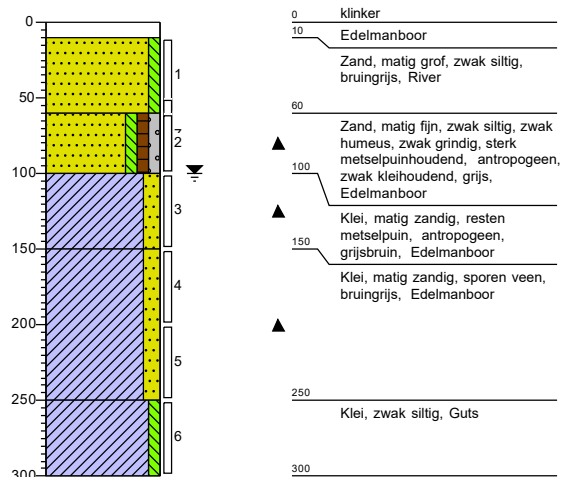 0
50
100
150
200
250
300
1
7
2
3
4
5
6
0 klinker
10 Edelmanboor
Zand, matig grof, zwak siltig,
bruingrijs, River
60
Zand, matig fijn, zwak siltig, zwak
humeus, zwak grindig, sterk
metselpuinhoudend, antropogeen,
zwak kleihoudend, grijs,
Edelmanboor
100
Klei, matig zandig, resten
metselpuin, antropogeen,
grijsbruin, Edelmanboor
150
Klei, matig zandig, sporen veen,
bruingrijs, Edelmanboor
250
Klei, zwak siltig, Guts
300